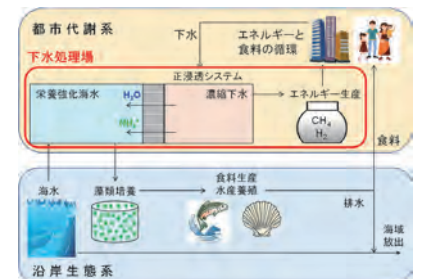 都市代謝系
下水
エネルギーと
食料の循環
下水処理場
正浸透システム
栄養強化海水
H₂O
濃縮下水
エネルギー生産
NH₄⁺
CH₄
H₂
食料
海水
藻類培養
食料生産
水産養殖
排水
海域
放出
沿岸生態系